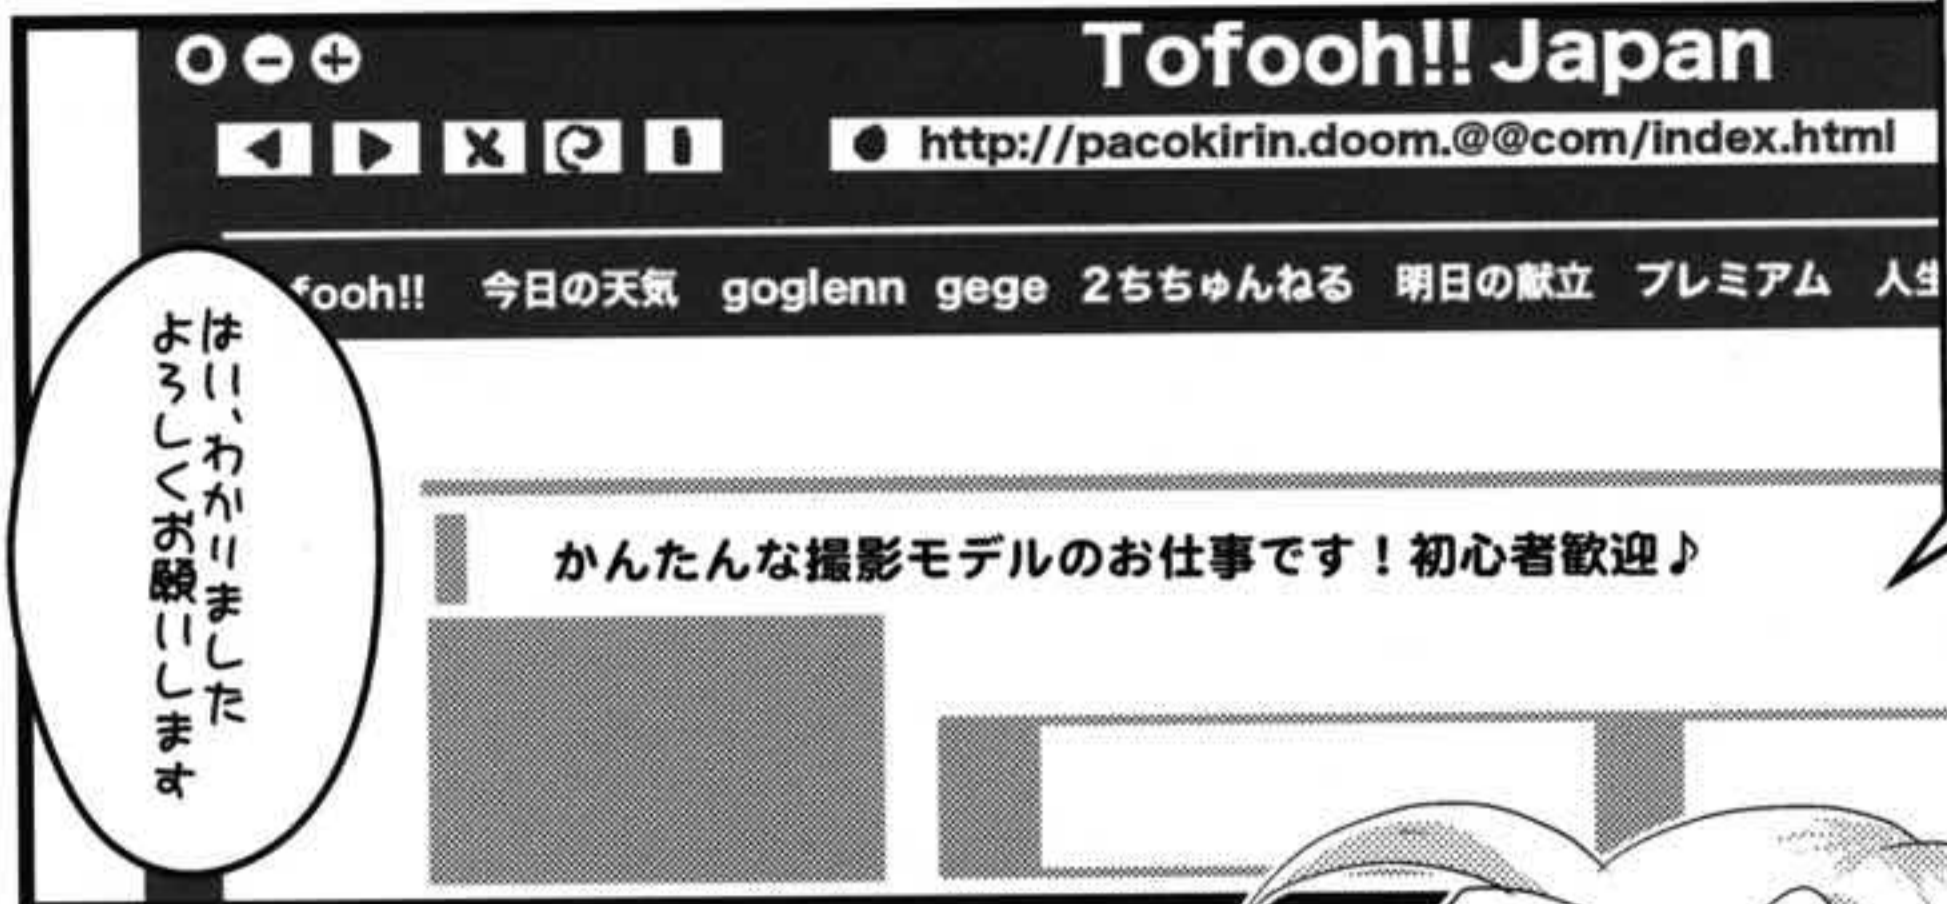 Tofooh!! Japan
http://pacokirin.doom.@@com/index.html
fooh!! 今日の天気 goglenn gege 2ちちゅんねる 明日の献立 プレミアム 人生
はい、わかりました
よろしくお願いします
かんたんな撮影モデルのお仕事です！初心者歓迎♪